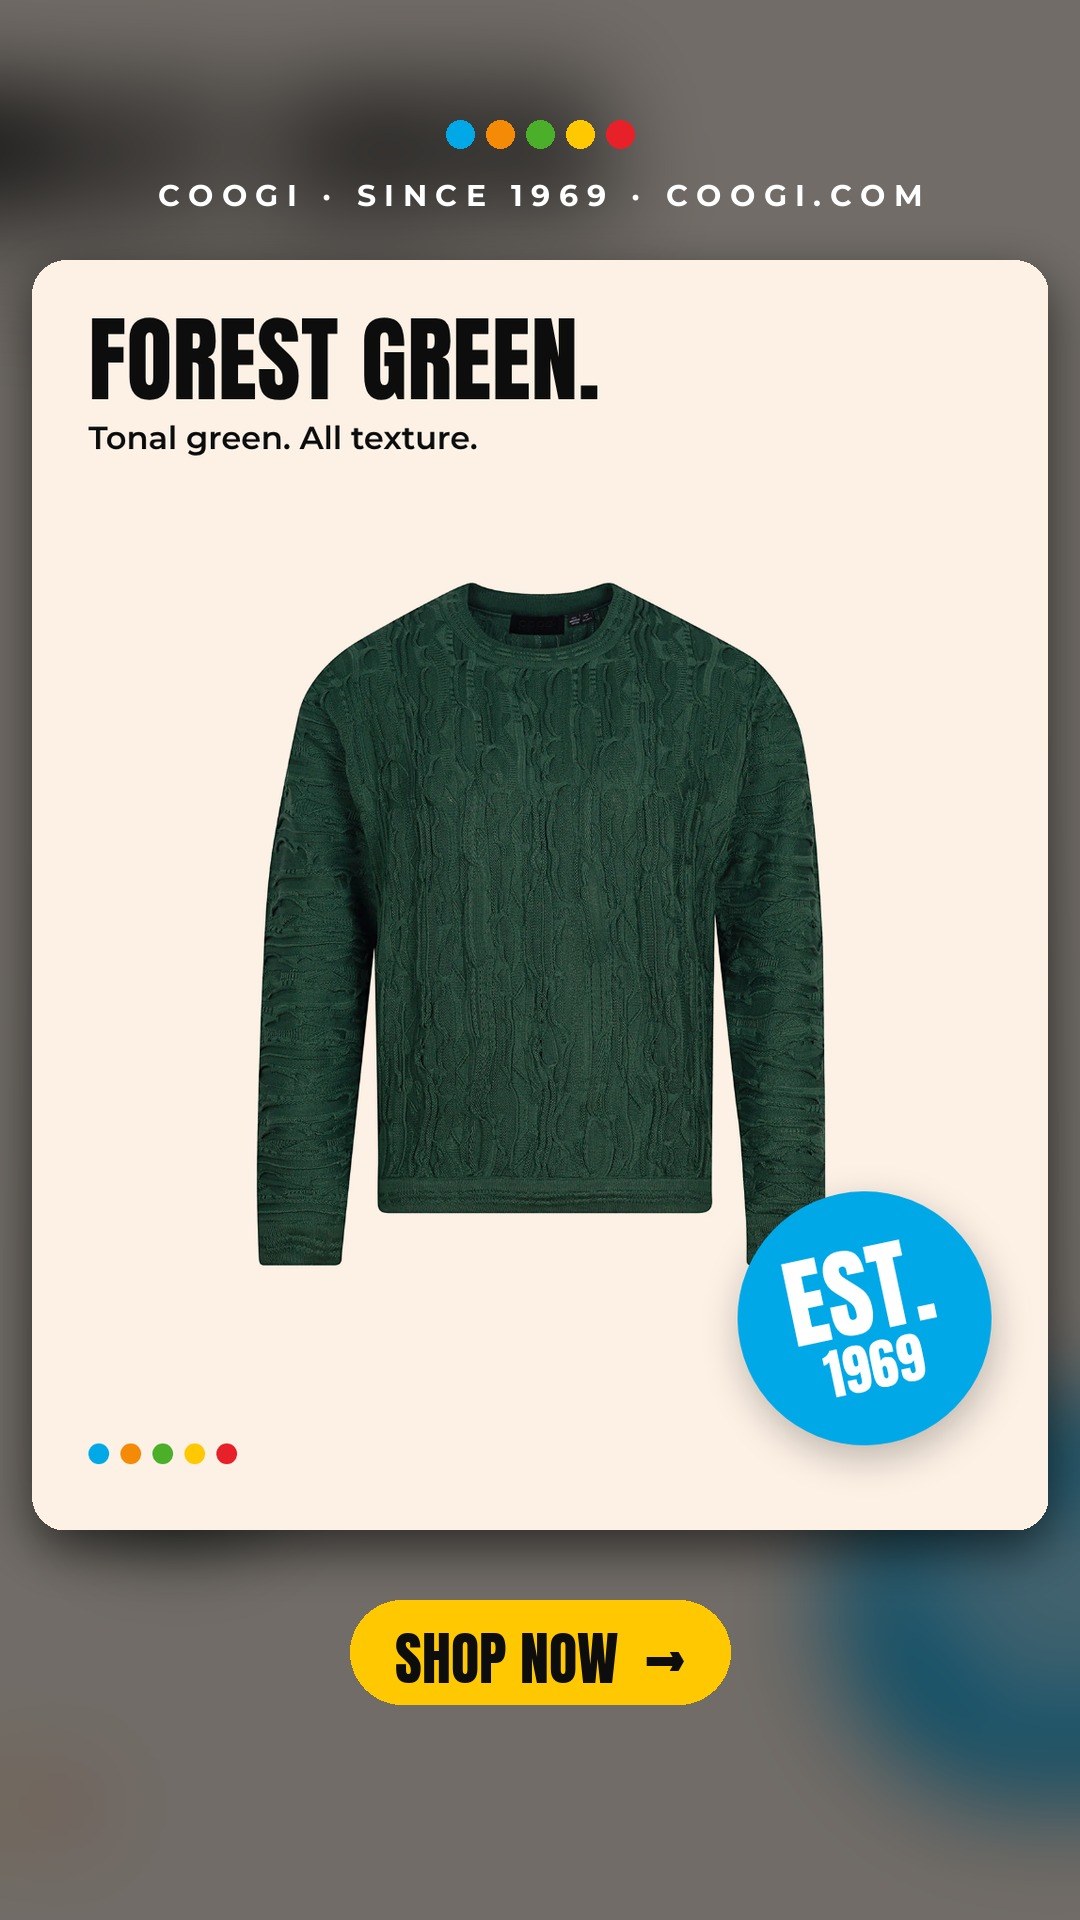 COOGI · SINCE 1969 · COOGI.COM
FOREST GREEN.
Tonal green. All texture.
EST.
1969
SHOP NOW →